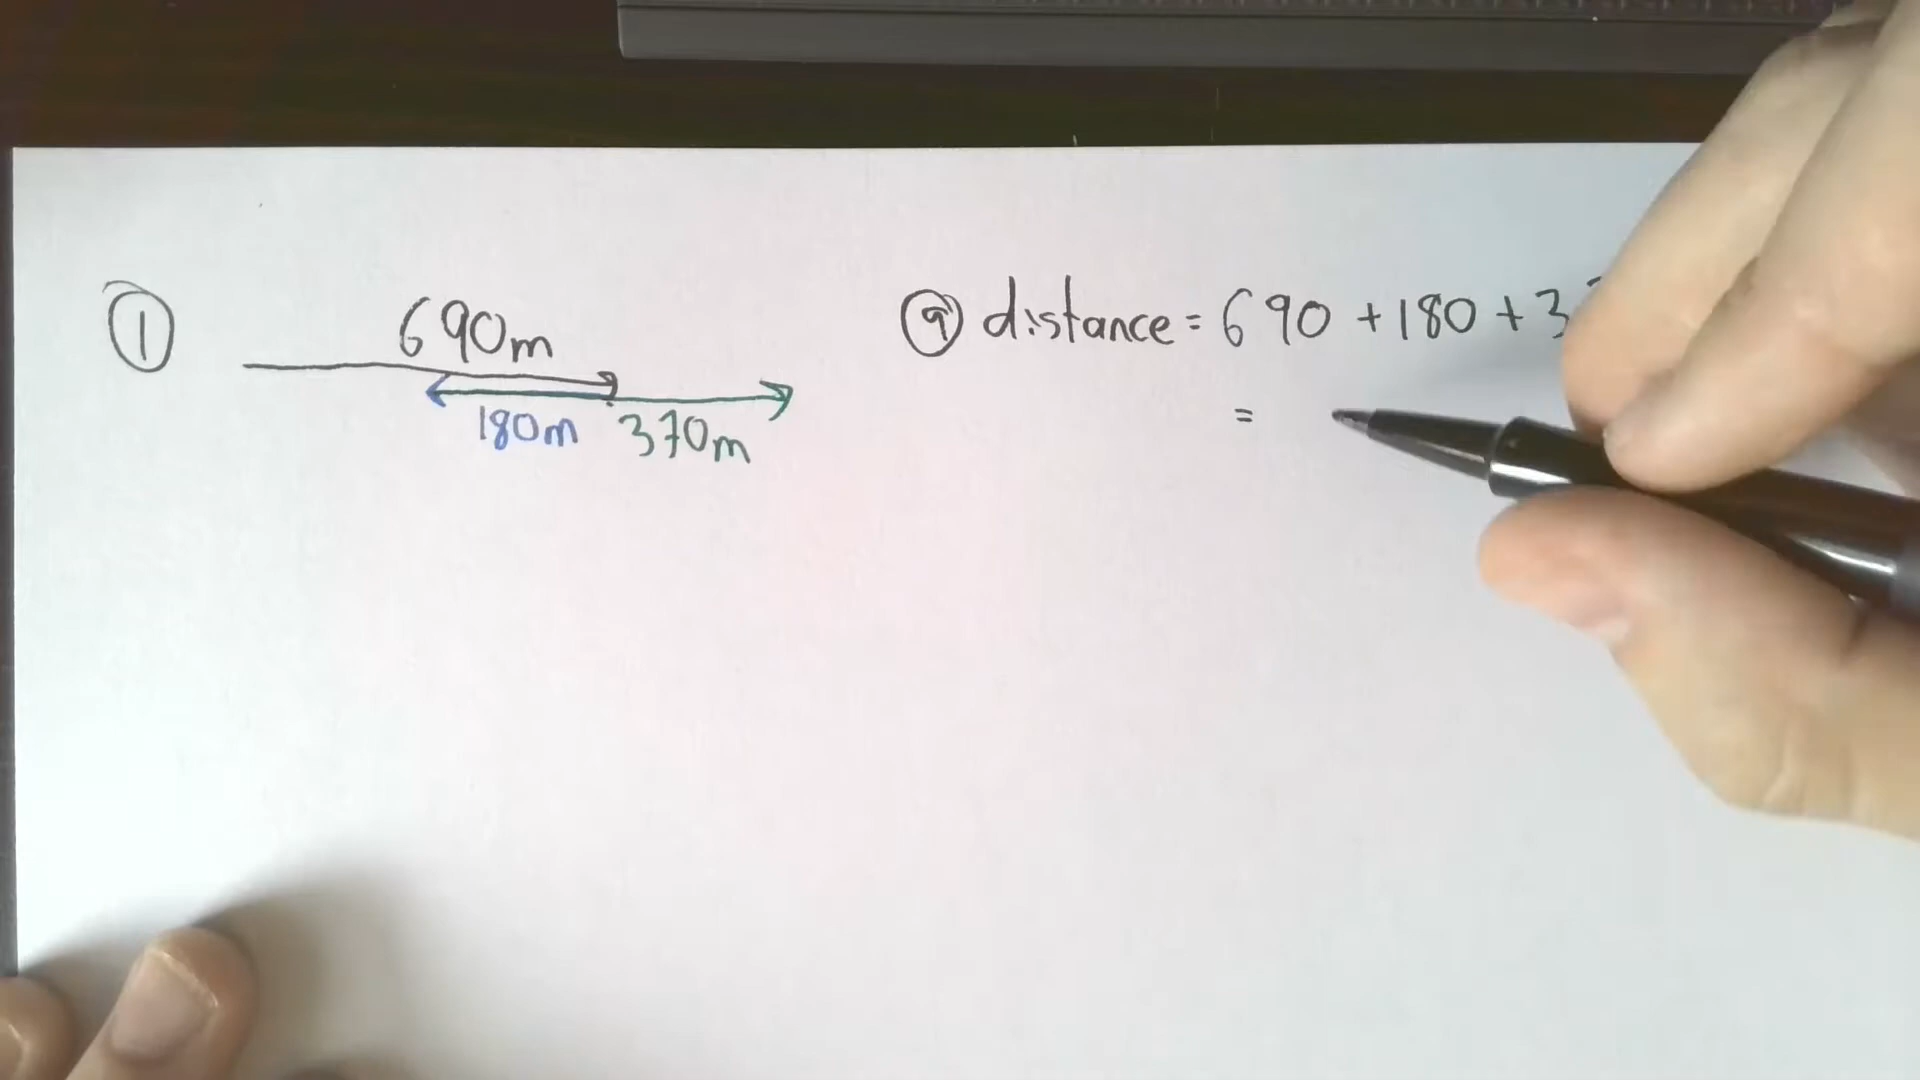 ① 690m
180m 370m
ⓐ distance = 690 + 180 + 3
=